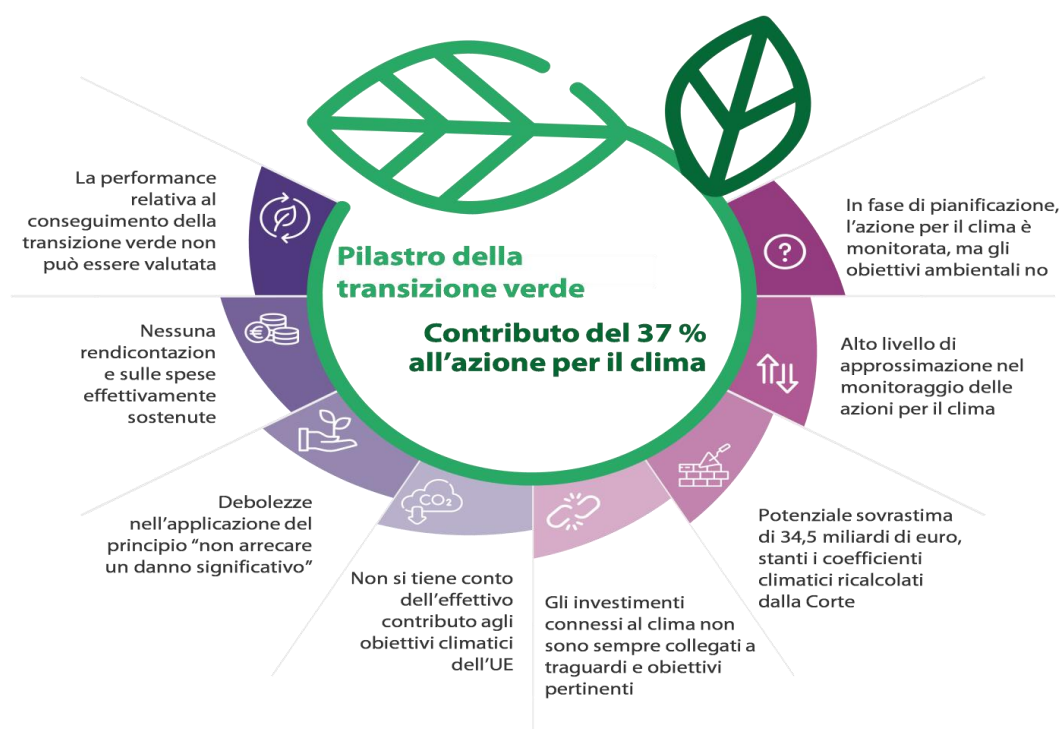 Pilastro della
transizione verde
Contributo del 37 %
all'azione per il clima
In fase di pianificazione,
l'azione per il clima è
monitorata, ma gli
obiettivi ambientali no
?
Alto livello di
approssimazione nel
monitoraggio delle
azioni per il clima
Potenziale sovrastima
di 34,5 miliardi di euro,
stanti i coefficienti
climatici ricalcolati
dalla Corte
Gli investimenti
connessi al clima non
sono sempre collegati a
traguardi e obiettivi
pertinenti
CO₂
Non si tiene conto
dell'effettivo
contributo agli
obiettivi climatici
dell'UE
Debolezze
nell'applicazione del
principio “non arrecare
un danno significativo”
€
Nessuna
rendicontazion
e sulle spese
effettivamente
sostenute
La performance
relativa al
conseguimento della
transizione verde non
può essere valutata